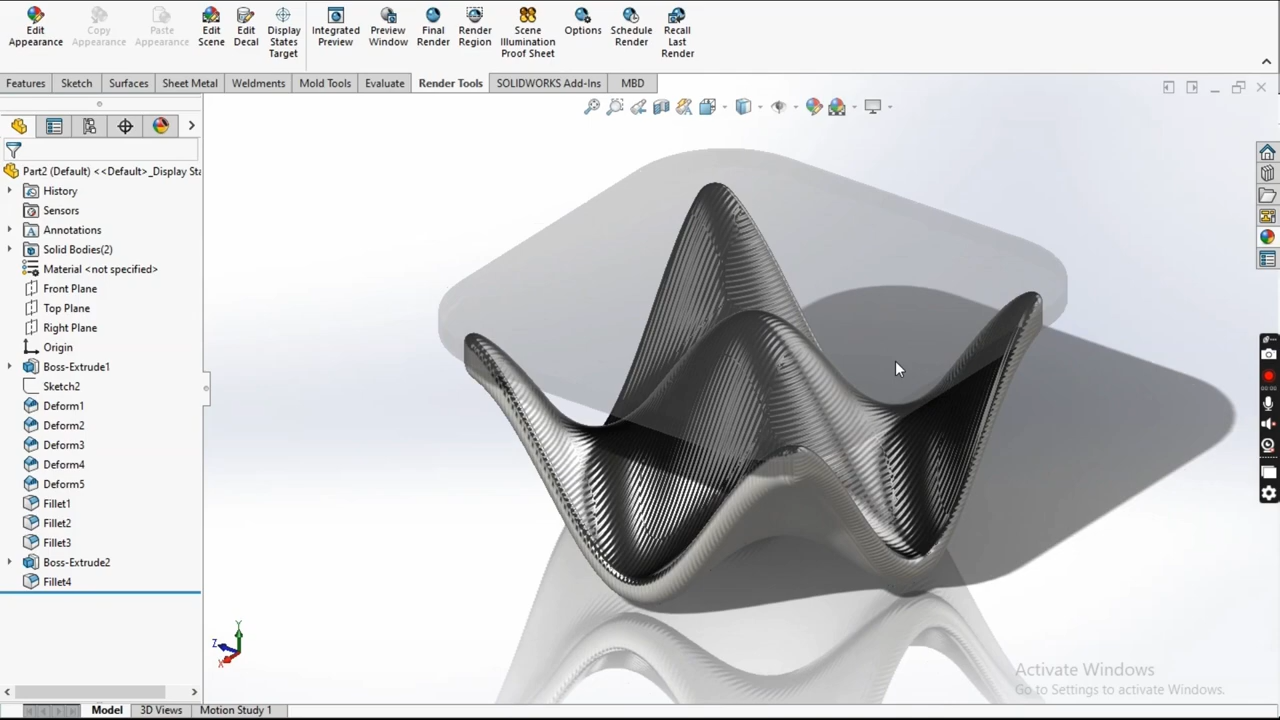 Edit Appearance
Copy Appearance
Paste Appearance
Edit Scene
Edit Decal
Display States Target
Integrated Preview
Preview Window
Final Render
Render Region
Scene Illumination Proof Sheet
Options
Schedule Render
Recall Last Render
Features
Sketch
Surfaces
Sheet Metal
Weldments
Mold Tools
Evaluate
Render Tools
SOLIDWORKS Add-Ins
MBD
Part2 (Default) <<Default>_Display Sta
History
Sensors
Annotations
Solid Bodies(2)
Material <not specified>
Front Plane
Top Plane
Right Plane
Origin
Boss-Extrude1
Sketch2
Deform1
Deform2
Deform3
Deform4
Deform5
Fillet1
Fillet2
Fillet3
Boss-Extrude2
Fillet4
Y
Z
X
Activate Windows
Go to Settings to activate Windows.
Model
3D Views
Motion Study 1